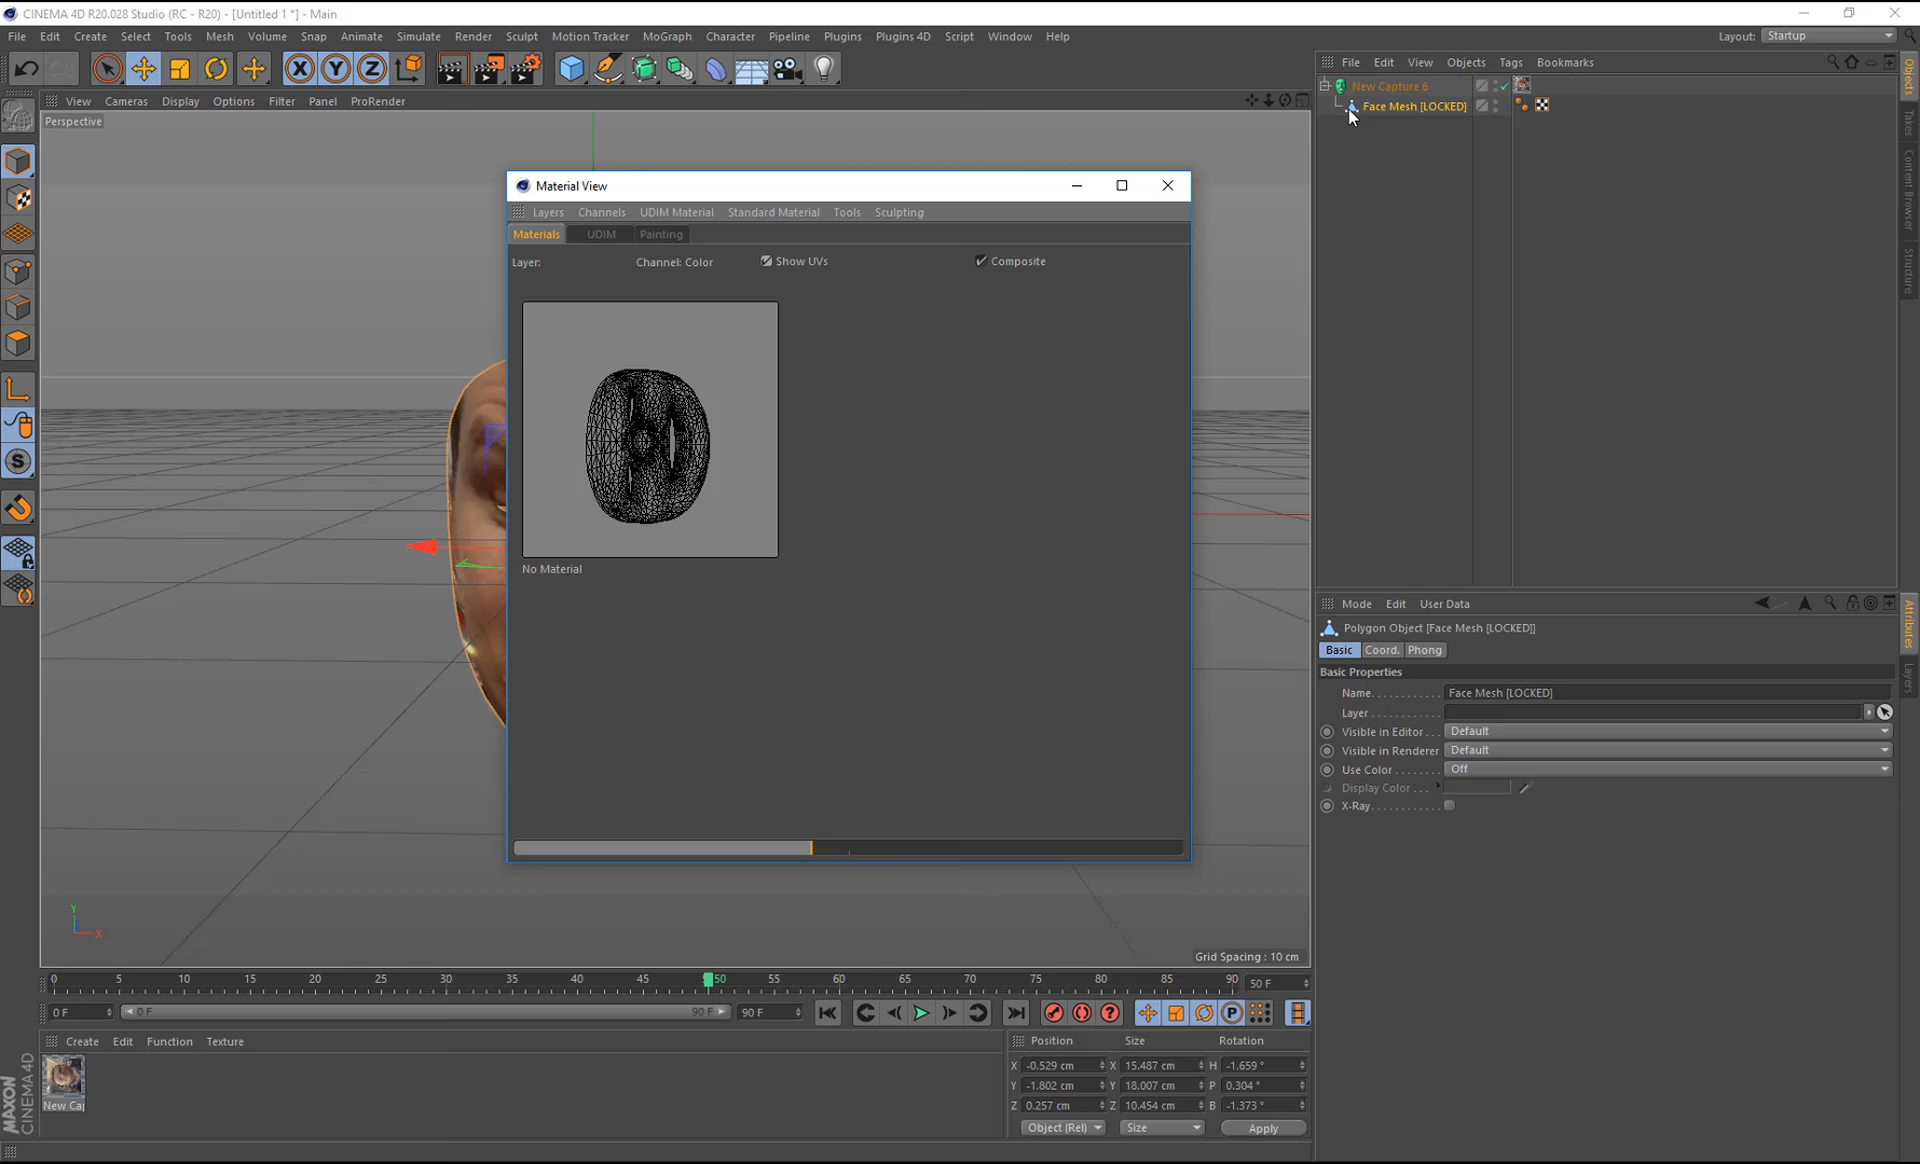 CINEMA 4D R20.028 Studio (RC - R20) - [Untitled 1 *] - Main
File Edit Create Select Tools Mesh Volume Snap Animate Simulate Render Sculpt Motion Tracker MoGraph Character Pipeline Plugins Plugins 4D Script Window Help
Layout: Startup
File Edit View Objects Tags Bookmarks
New Capture 6
Face Mesh [LOCKED]
Objects
Takes
Content Browser
Structure
View Cameras Display Options Filter Panel ProRender
Perspective
Material View
Layers Channels UDIM Material Standard Material Tools Sculpting
Materials UDIM Painting
Layer: Channel: Color Show UVs Composite
No Material
Mode Edit User Data
Polygon Object [Face Mesh [LOCKED]]
Basic Coord. Phong
Basic Properties
Name Face Mesh [LOCKED]
Layer
Visible in Editor Default
Visible in Renderer Default
Use Color Off
Display Color
X-Ray
Attributes
Layers
Y
X
Grid Spacing : 10 cm
0 5 10 15 20 25 30 35 40 45 50 55 60 65 70 75 80 85 90 50 F
0 F 0 F 90 F 90 F
P
Create Edit Function Texture
New Ca
Position Size Rotation
X -0.529 cm X 15.487 cm H -1.659 °
Y -1.802 cm Y 18.007 cm P 0.304 °
Z 0.257 cm Z 10.454 cm B -1.373 °
Object (Rel) Size Apply
MAXON
CINEMA 4D